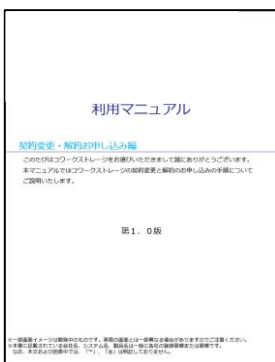 利用マニュアル
契約変更・解約お申し込み編
このたびはコワークストレージをお選びいただきまして誠にありがとうございます。
本マニュアルではコワークストレージの契約変更と解約のお申し込みの手順について
ご説明いたします。
第1．0版
※一部画面イメージは開発中のものです。実際の画面とは一部異なる場合がありますのでご注意ください。
※本書に記載されている会社名、システム名、製品名は一般に各社の登録商標または商標です。
なお、本文および図表中では、「™」、「®」は明記しておりません。